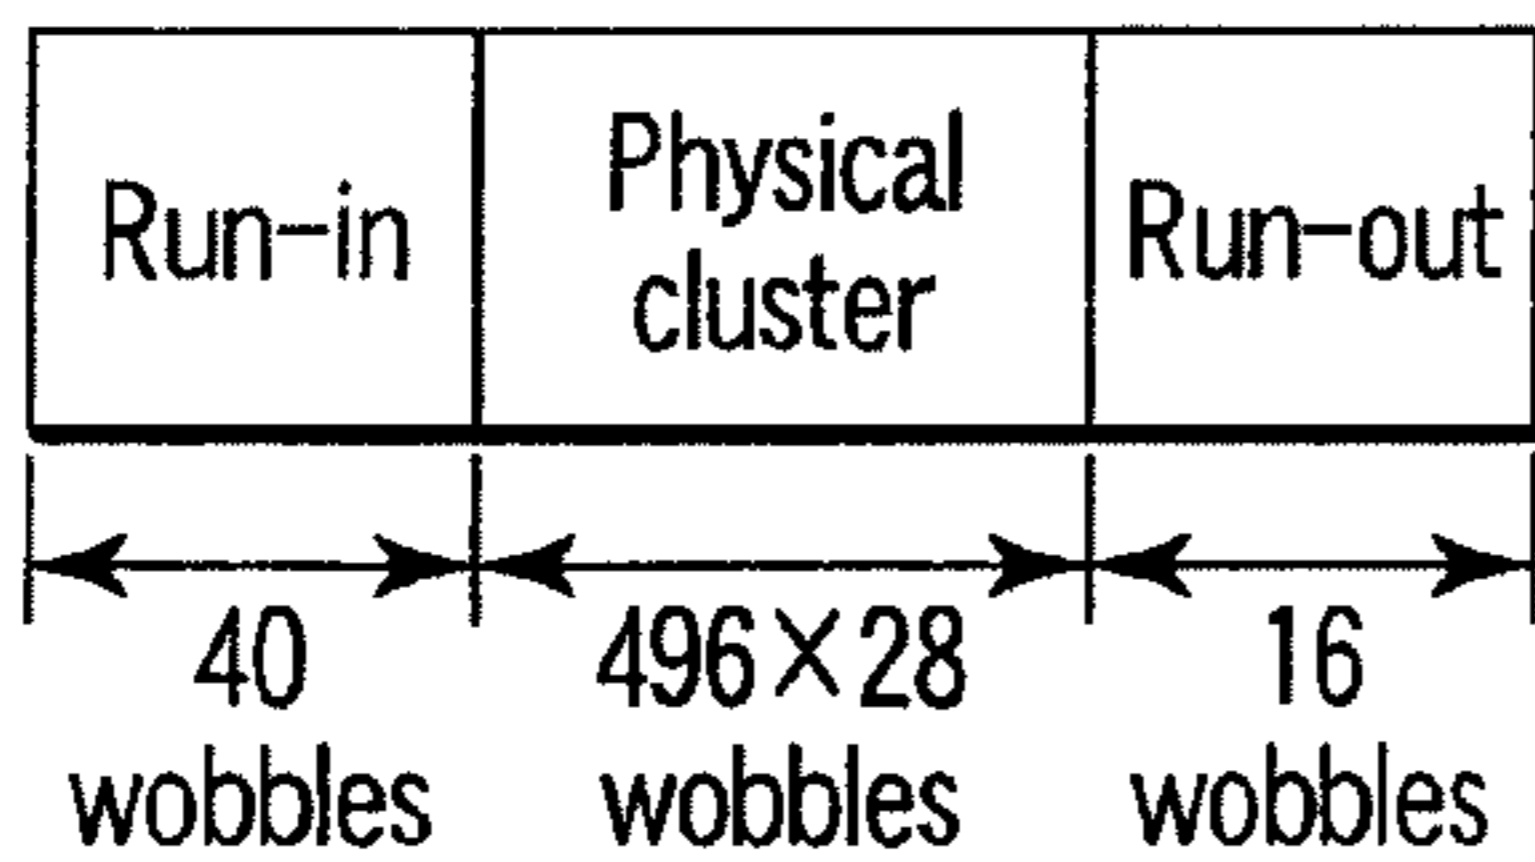 Run-in
Physical
cluster
Run-out
40
wobbles
496×28
wobbles
16
wobbles